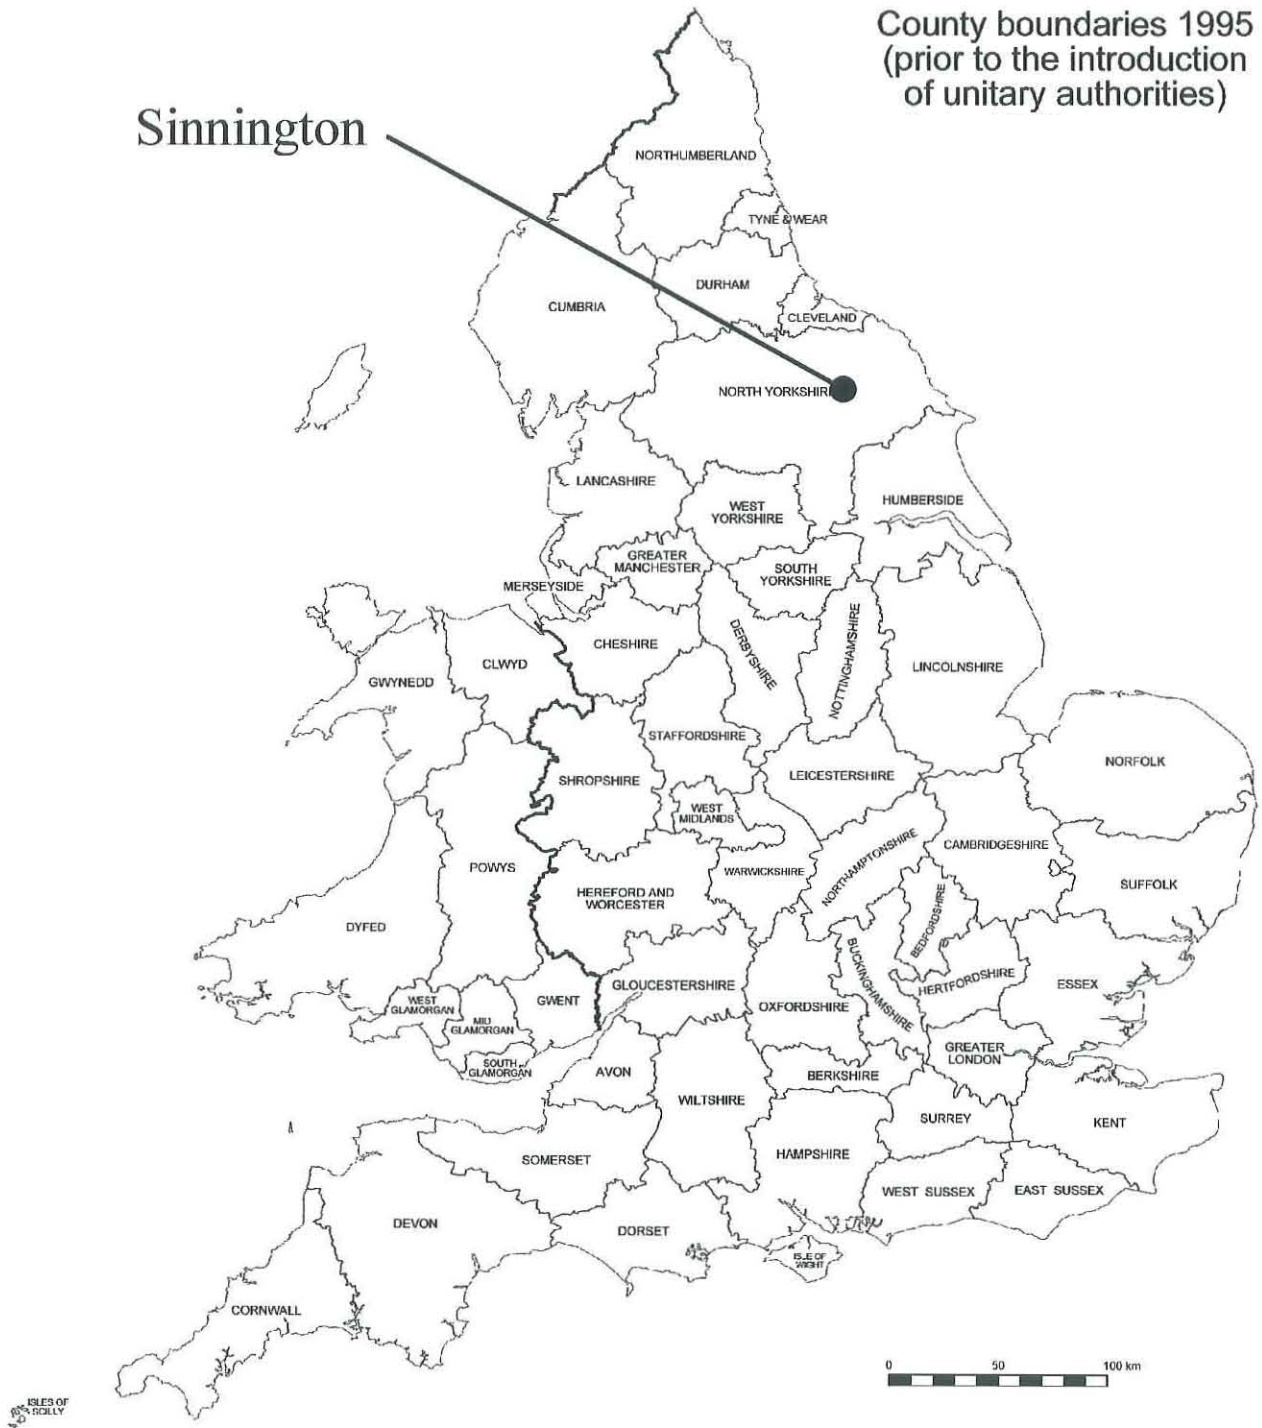 County boundaries 1995
(prior to the introduction
of unitary authorities)
Sinnington
NORTHUMBERLAND
TYNE & WEAR
DURHAM
CUMBRIA
CLEVELAND
NORTH YORKSHIR
LANCASHIRE
WEST
YORKSHIRE
HUMBERSIDE
GREATER
MANCHESTER
SOUTH
YORKSHIRE
MERSEYSIDE
CHESHIRE
DERBYSHIRE
NOTTINGHAMSHIRE
LINCOLNSHIRE
CLWYD
GWYNEDD
STAFFORDSHIRE
SHROPSHIRE
LEICESTERSHIRE
NORFOLK
WEST
MIDLANDS
CAMBRIDGESHIRE
NORTHAMPTONSHIRE
POWYS
WARWICKSHIRE
SUFFOLK
HEREFORD AND
WORCESTER
BEDFORDSHIRE
DYFED
BUCKINGHAMSHIRE
HERTFORDSHIRE
ESSEX
GLOUCESTERSHIRE
OXFORDSHIRE
WEST
GLAMORGAN
MID
GLAMORGAN
GWENT
SOUTH
GLAMORGAN
GREATER
LONDON
AVON
BERKSHIRE
WILTSHIRE
SURREY
KENT
SOMERSET
HAMPSHIRE
WEST SUSSEX
EAST SUSSEX
DEVON
DORSET
ISLE OF
WIGHT
CORNWALL
0 50 100 km
ISLES OF
SCILLY